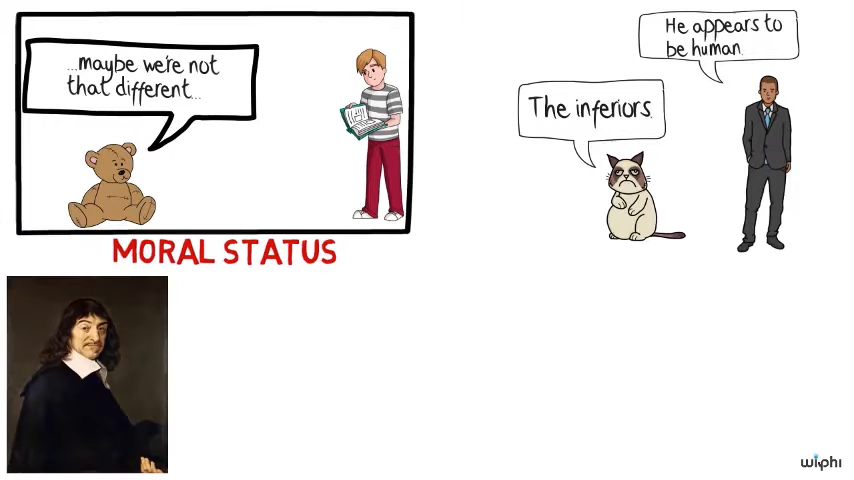 ...maybe we're not
that different...
MORAL STATUS
He appears to
be human.
The inferiors.
wiphi